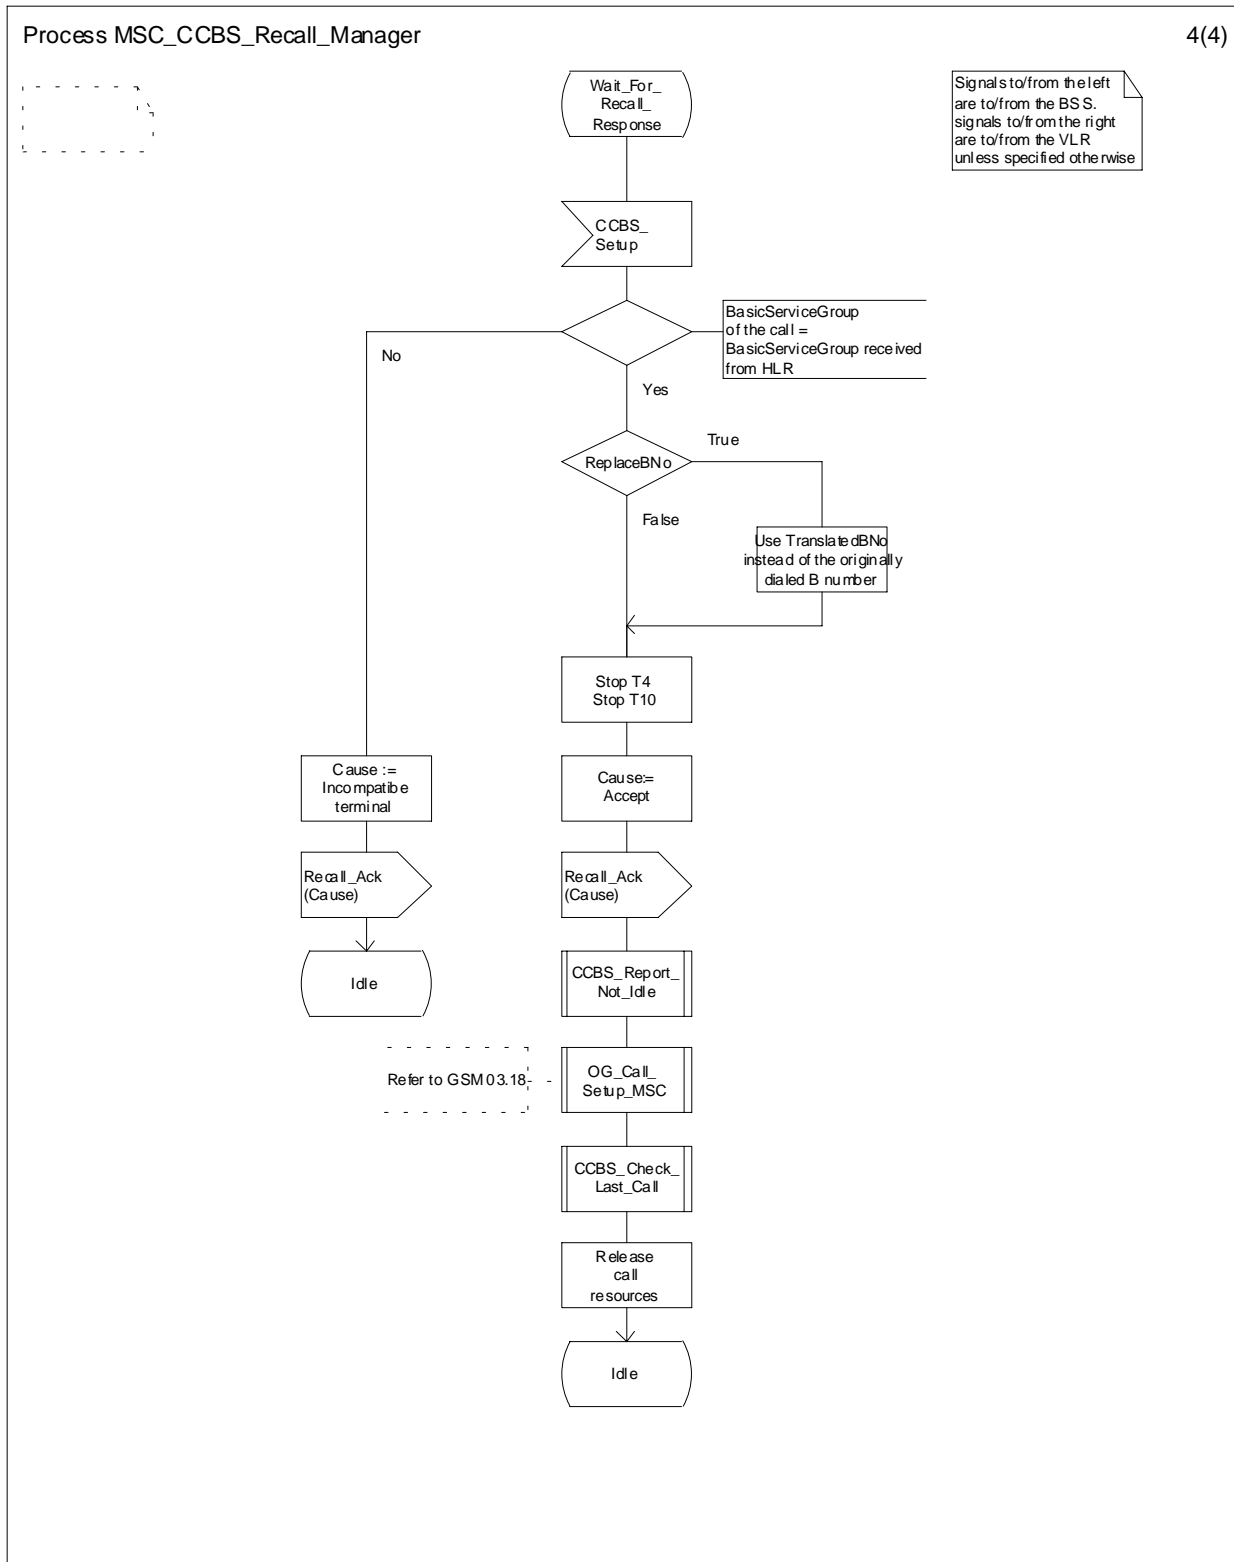 Process MSC_CCBS_Recall_Manager
4(4)
Wait_For_
Recall_
Response
Signals to/from the left
are to/from the BSS.
signals to/from the right
are to/from the VLR
unless specified otherwise
CCBS_
Setup
BasicServiceGroup
of the call =
BasicServiceGroup received
from HLR
No
Yes
True
ReplaceBNo
False
Use TranslatedBNo
instead of the originally
dialed B number
Stop T4
Stop T10
Cause :=
Incompatibe
terminal
Cause:=
Accept
Recall_Ack
(Cause)
Recall_Ack
(Cause)
Idle
CCBS_Report_
Not_Idle
Refer to GSM 03.18
OG_Call_
Setup_MSC
CCBS_Check_
Last_Call
Release
call
resources
Idle